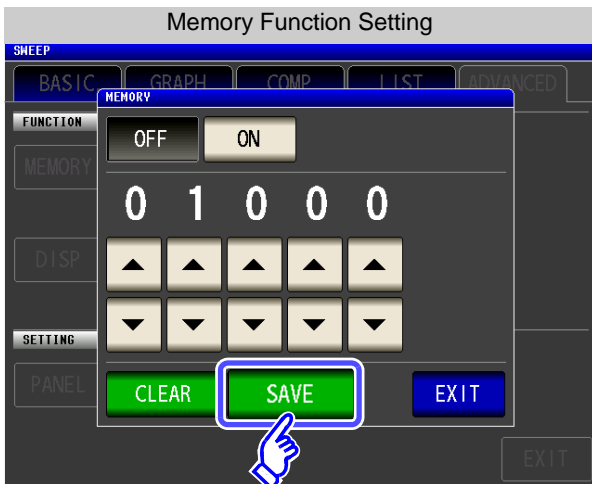 Memory Function Setting
SWEEP
BASIC GRAPH COMP LIST ADVANCED
MEMORY
FUNCTION
OFF ON
MEMORY
0 1 0 0 0
DISP
SETTING
PANEL
CLEAR SAVE EXIT
EXIT